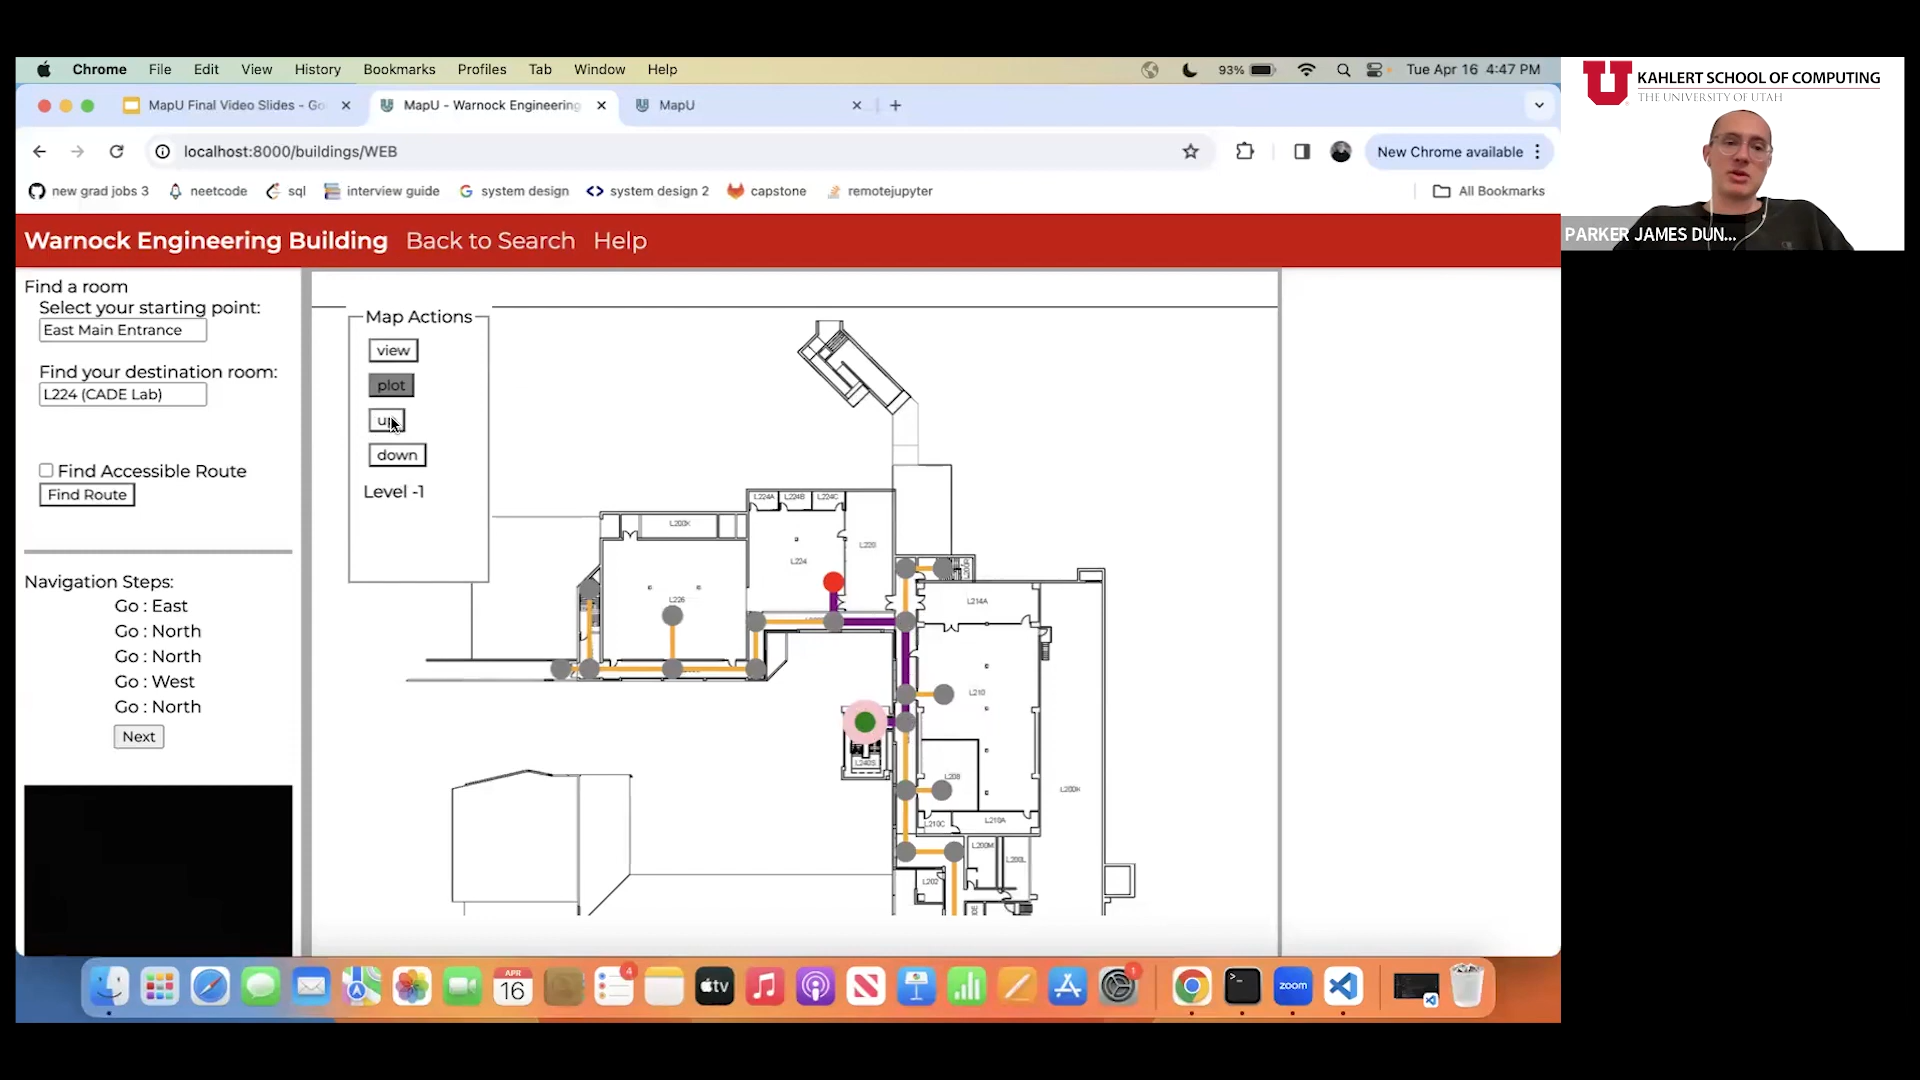 Chrome File Edit View History Bookmarks Profiles Tab Window Help
93% Tue Apr 16 4:47 PM
MapU Final Video Slides - Go
MapU - Warnock Engineering
MapU
localhost:8000/buildings/WEB
New Chrome available
new grad jobs 3
neetcode
sql
interview guide
system design
system design 2
capstone
remotejupyter
All Bookmarks
Warnock Engineering Building Back to Search Help
Find a room
Select your starting point:
East Main Entrance
Find your destination room:
L224 (CADE Lab)
Find Accessible Route
Find Route
Navigation Steps:
Go : East
Go : North
Go : North
Go : West
Go : North
Next
Map Actions
view
plot
down
Level -1
L224A L224B L224C
L224
L220
L226
L214A
L210
L208
L210C
L210A
L200M
L200L
L202
KAHLERT SCHOOL OF COMPUTING
THE UNIVERSITY OF UTAH
PARKER JAMES DUN...
APR
16
4
tv
1
zoom